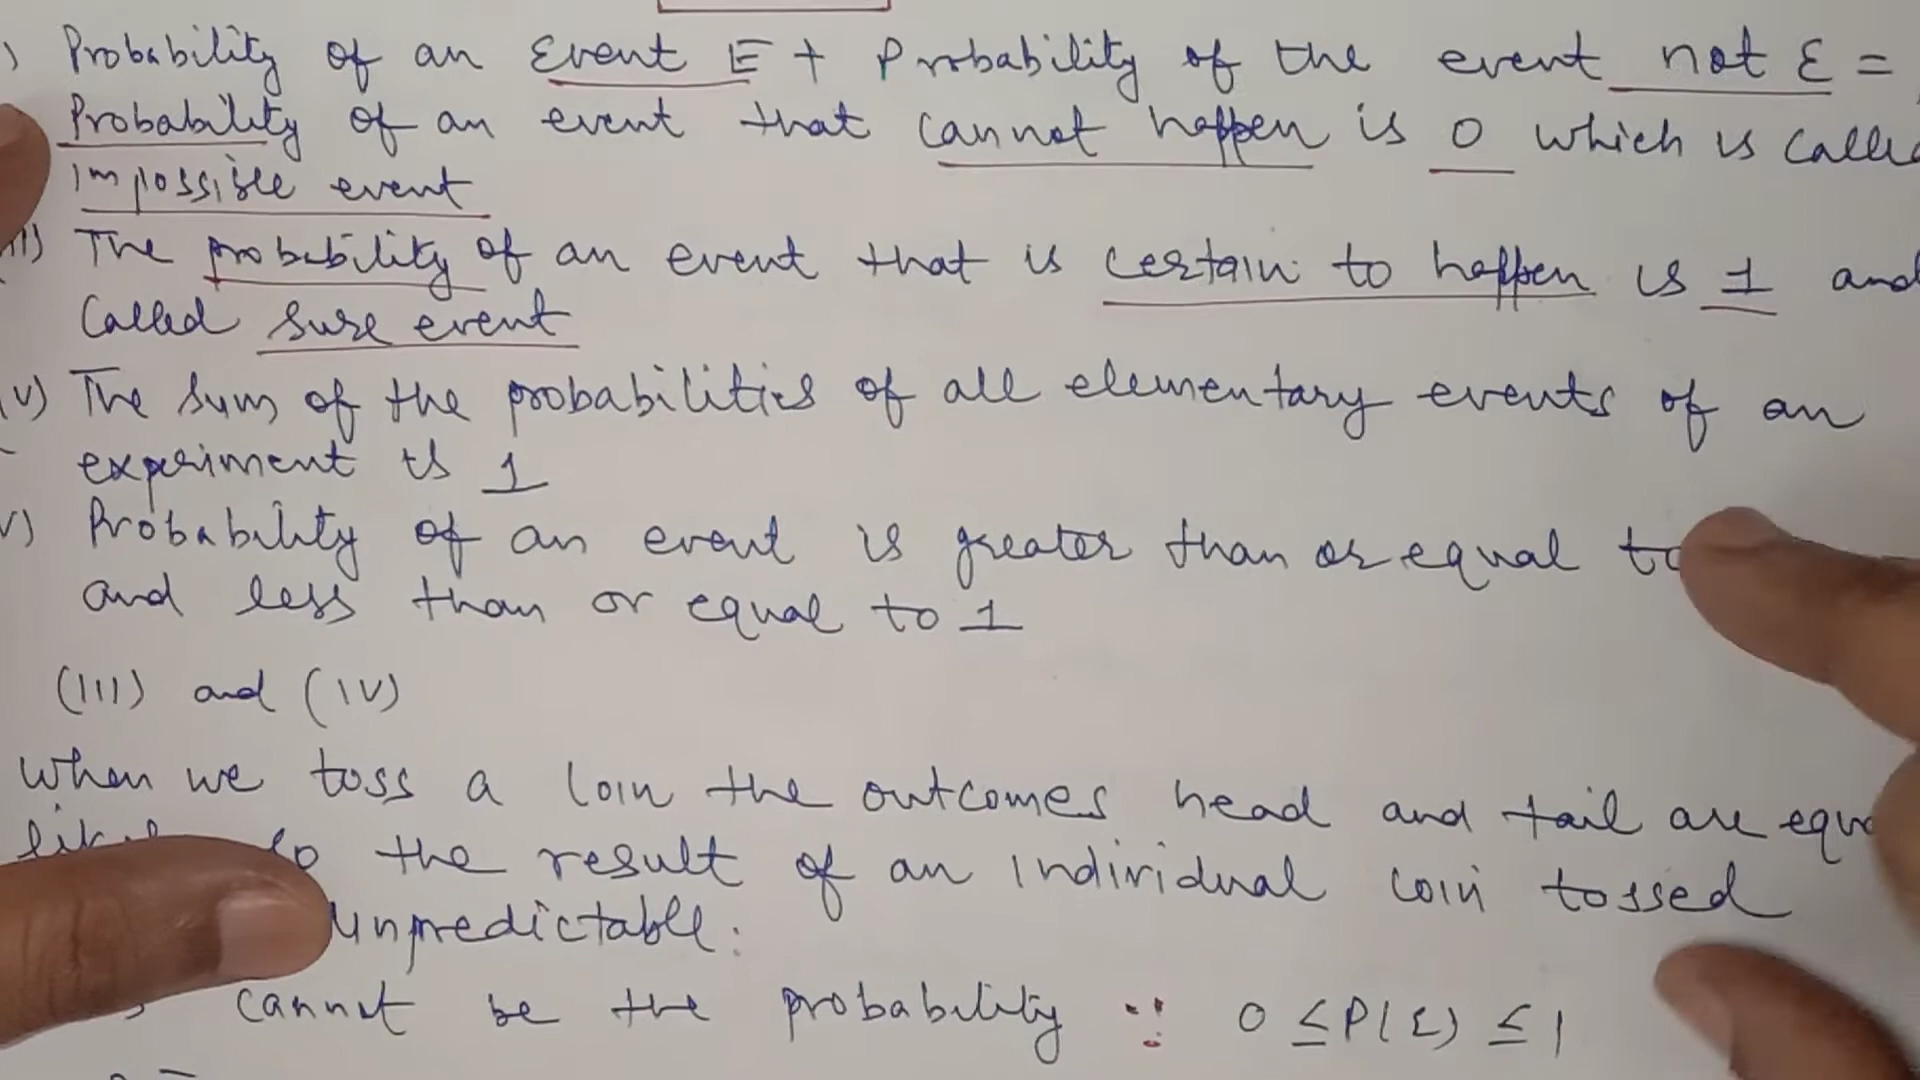 ) Probability of an Event E + Probability of the event not E =
Probability of an event that cannot happen is 0 which is calle
Impossible event
II) The probability of an event that is certain to happen is 1 and
Called Sure event
IV) The Sum of the probabilities of all elementary events of an
experiment is 1
V) Probability of an event is greater than or equal to
and less than or equal to 1
(III) and (IV)
When we toss a coin the outcomes head and tail are equa
so the result of an individual coin tossed
unpredictable.
cannot be the probability ∵ 0 ≤ P(E) ≤ 1